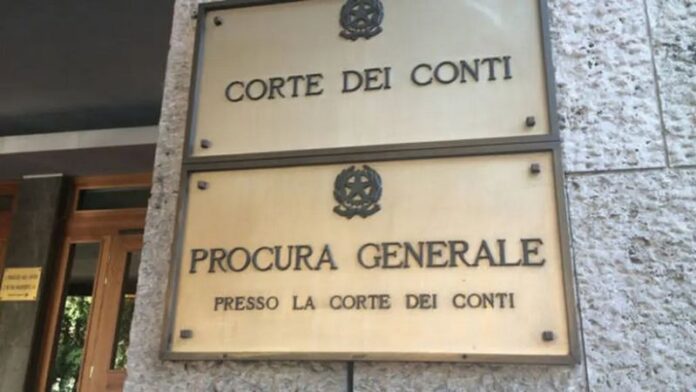 CORTE DEI CONTI
PROCURA GENERALE
PRESSO LA CORTE DEI CONTI